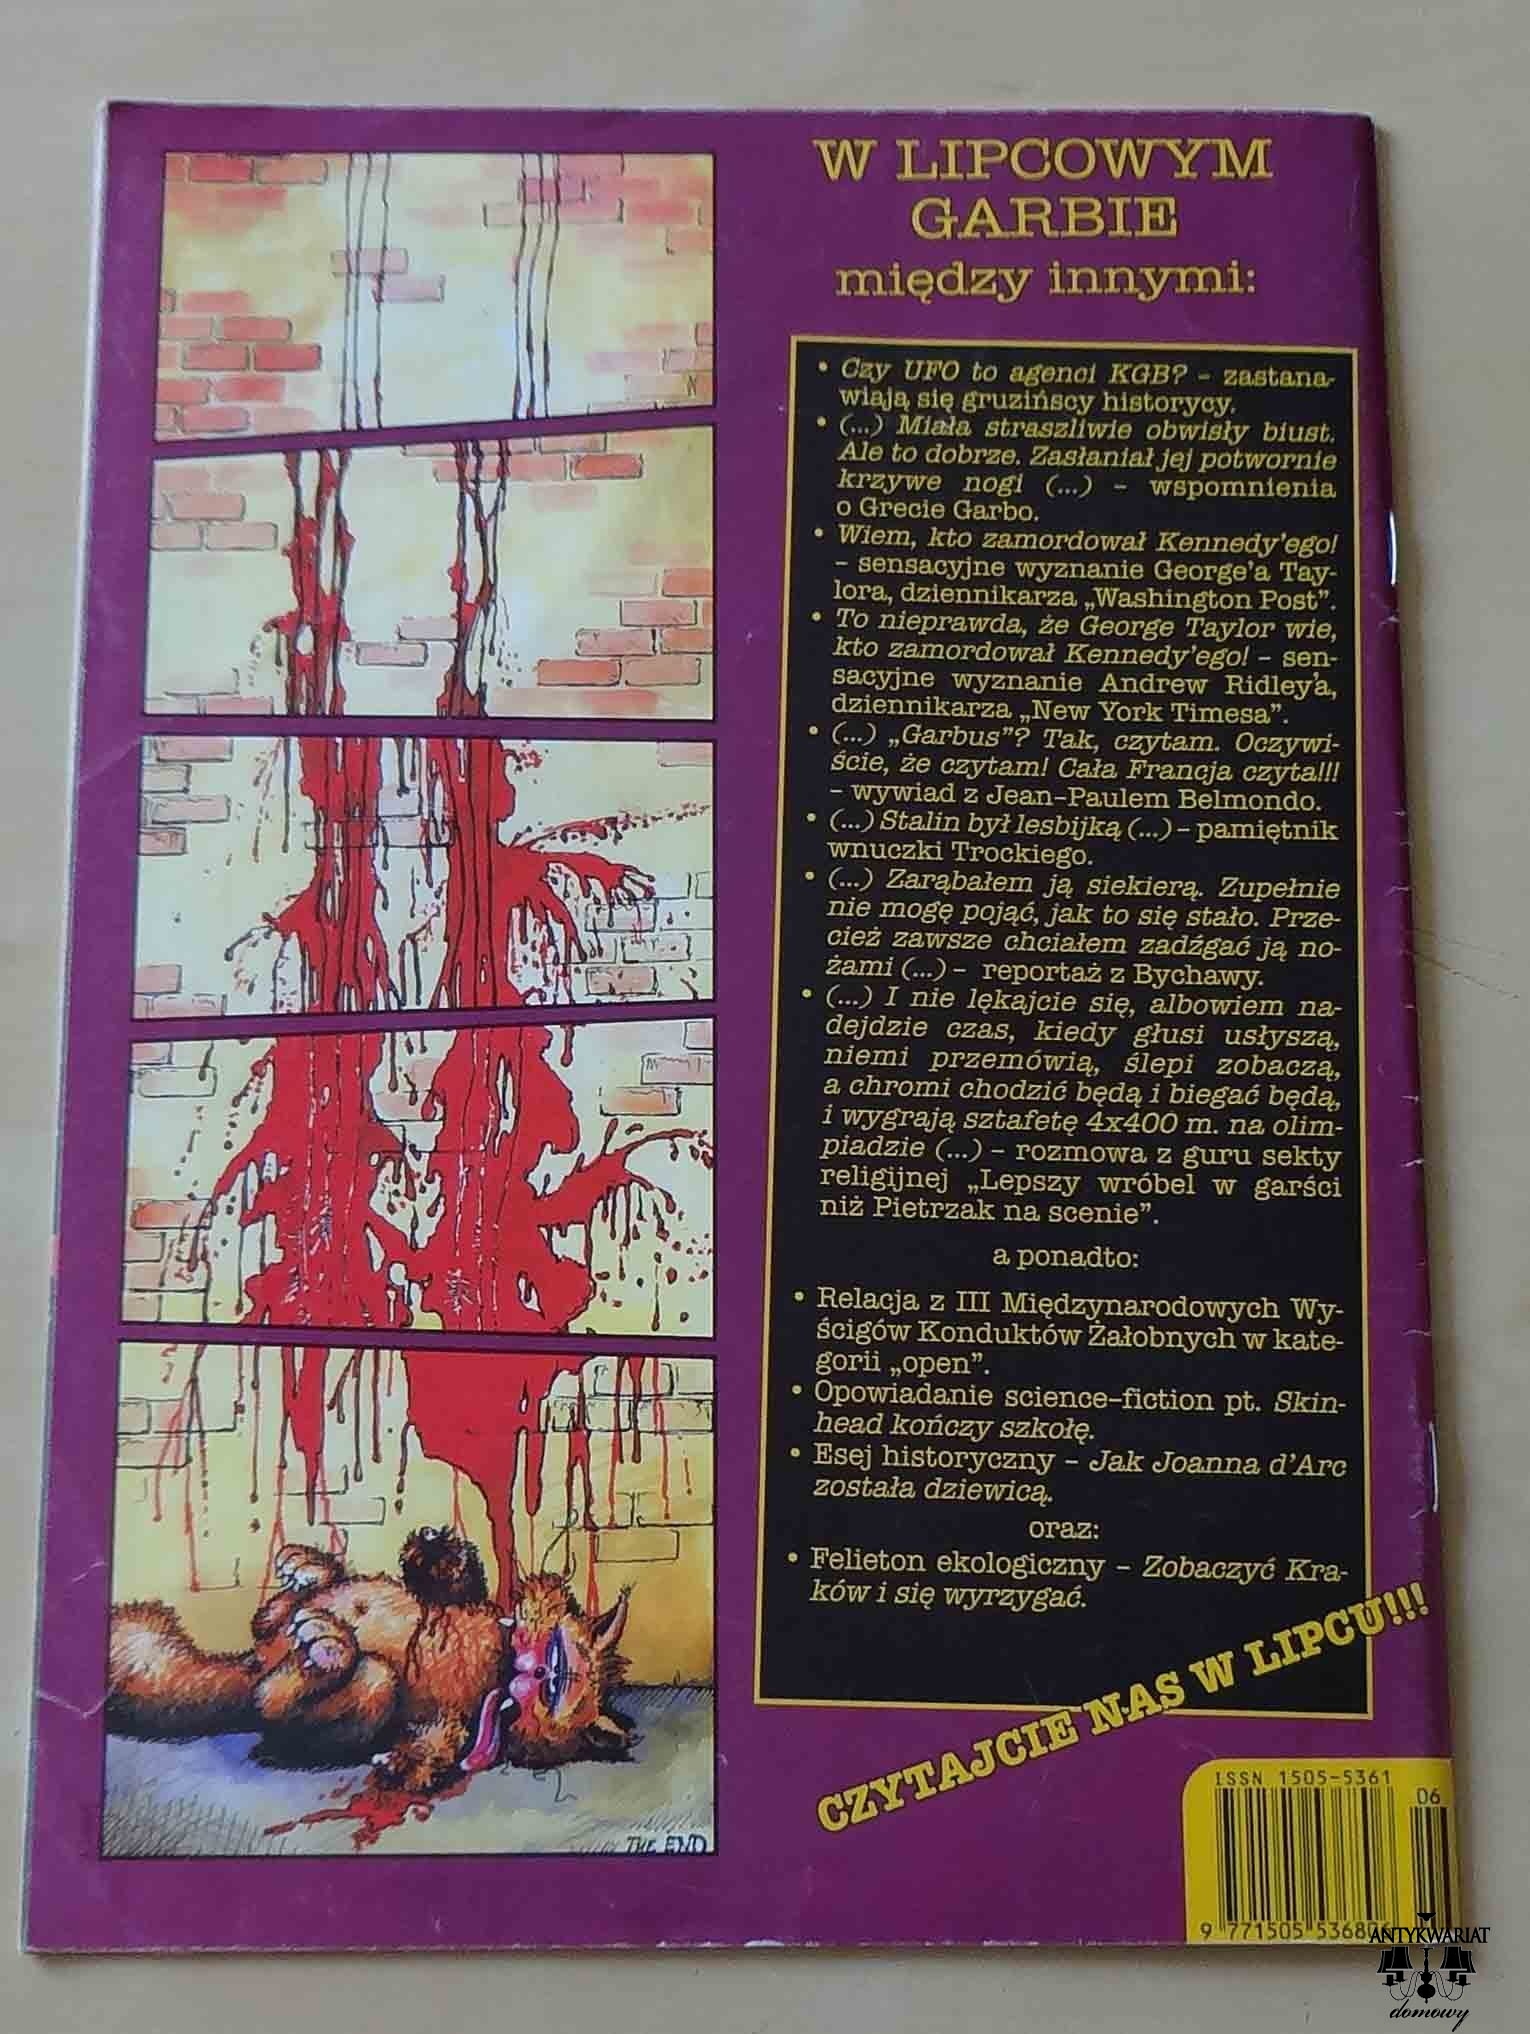 W LIPCOWYM
GARBIE
między innymi:
• Czy UFO to agenci KGB? - zastana-
wiają się gruzińscy historycy.
• (...) Miała straszliwie obwisły biust.
Ale to dobrze. Zasłaniał jej potwornie
krzywe nogi (...) - wspomnienia
o Grecie Garbo.
• Wiem, kto zamordował Kennedy'ego!
- sensacyjne wyznanie George'a Tay-
lora, dziennikarza „Washington Post”.
• To nieprawda, że George Taylor wie,
kto zamordował Kennedy'ego! - sen-
sacyjne wyznanie Andrew Ridley'a,
dziennikarza „New York Timesa”.
• (...) „Garbus”? Tak, czytam. Oczywi-
ście, że czytam! Cała Francja czyta!!!
- wywiad z Jean-Paulem Belmondo.
• (...) Stalin był lesbijką (...) - pamiętnik
wnuczki Trockiego.
• (...) Zarąbałem ją siekierą. Zupełnie
nie mogę pojąć, jak to się stało. Prze-
cież zawsze chciałem zadźgać ją no-
żami (...) - reportaż z Bychawy.
• (...) I nie lękajcie się, albowiem na-
dejdzie czas, kiedy głusi usłyszą,
niemi przemówią, ślepi zobaczą,
a chromi chodzić będą i biegać będą,
i wygrają sztafetę 4x400 m. na olim-
piadzie (...) - rozmowa z guru sekty
religijnej „Lepszy wróbel w garści
niż Pietrzak na scenie”.
a ponadto:
• Relacja z III Międzynarodowych Wy-
ścigów Konduktów Żałobnych w kate-
gorii „open”.
• Opowiadanie science-fiction pt. Skin-
head kończy szkołę.
• Esej historyczny - Jak Joanna d'Arc
została dziewicą.
oraz:
• Felieton ekologiczny - Zobaczyć Kra-
ków i się wyrzygać.
CZYTAJCIE NAS W LIPCU!!!
THE END
ISSN 1505-5361
06
9 771505 53680
ANTYKWARIAT
domowy